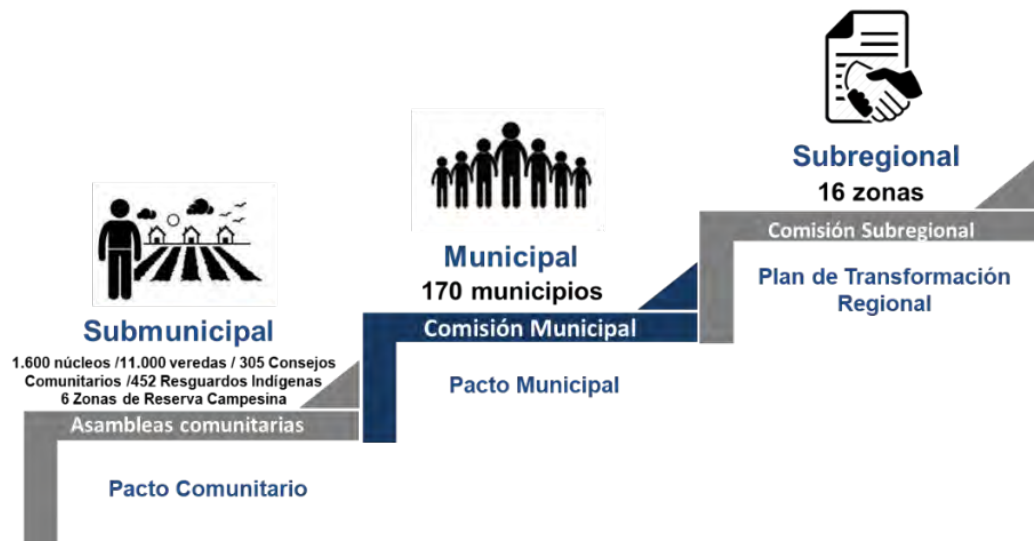 Submunicipal
1.600 núcleos /11.000 veredas / 305 Consejos
Comunitarios /452 Resguardos Indígenas
6 Zonas de Reserva Campesina
Asambleas comunitarias
Pacto Comunitario
Municipal
170 municipios
Comisión Municipal
Pacto Municipal
Subregional
16 zonas
Comisión Subregional
Plan de Transformación
Regional